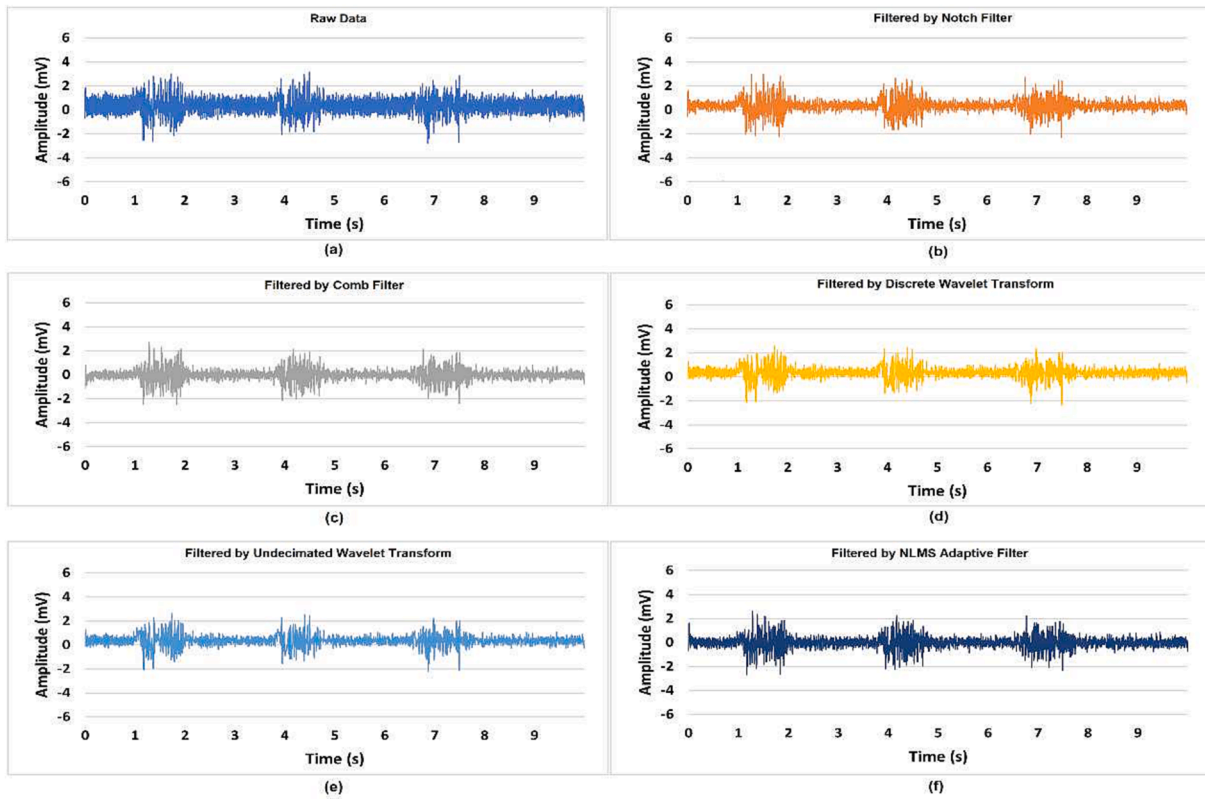 Raw Data
Amplitude (mV)
6
4
2
0
-2
-4
-6
0 1 2 3 4 5 6 7 8 9
Time (s)
(a)
Filtered by Notch Filter
Amplitude (mV)
6
4
2
0
-2
-4
-6
0 1 2 3 4 5 6 7 8 9
Time (s)
(b)
Filtered by Comb Filter
Amplitude (mV)
6
4
2
0
-2
-4
-6
0 1 2 3 4 5 6 7 8 9
Time (s)
(c)
Filtered by Discrete Wavelet Transform
Amplitude (mV)
6
4
2
0
-2
-4
-6
0 1 2 3 4 5 6 7 8 9
Time (s)
(d)
Filtered by Undecimated Wavelet Transform
Amplitude (mV)
6
4
2
0
-2
-4
-6
0 1 2 3 4 5 6 7 8 9
Time (s)
(e)
Filtered by NLMS Adaptive Filter
Amplitude (mV)
6
4
2
0
-2
-4
-6
0 1 2 3 4 5 6 7 8 9
Time (s)
(f)